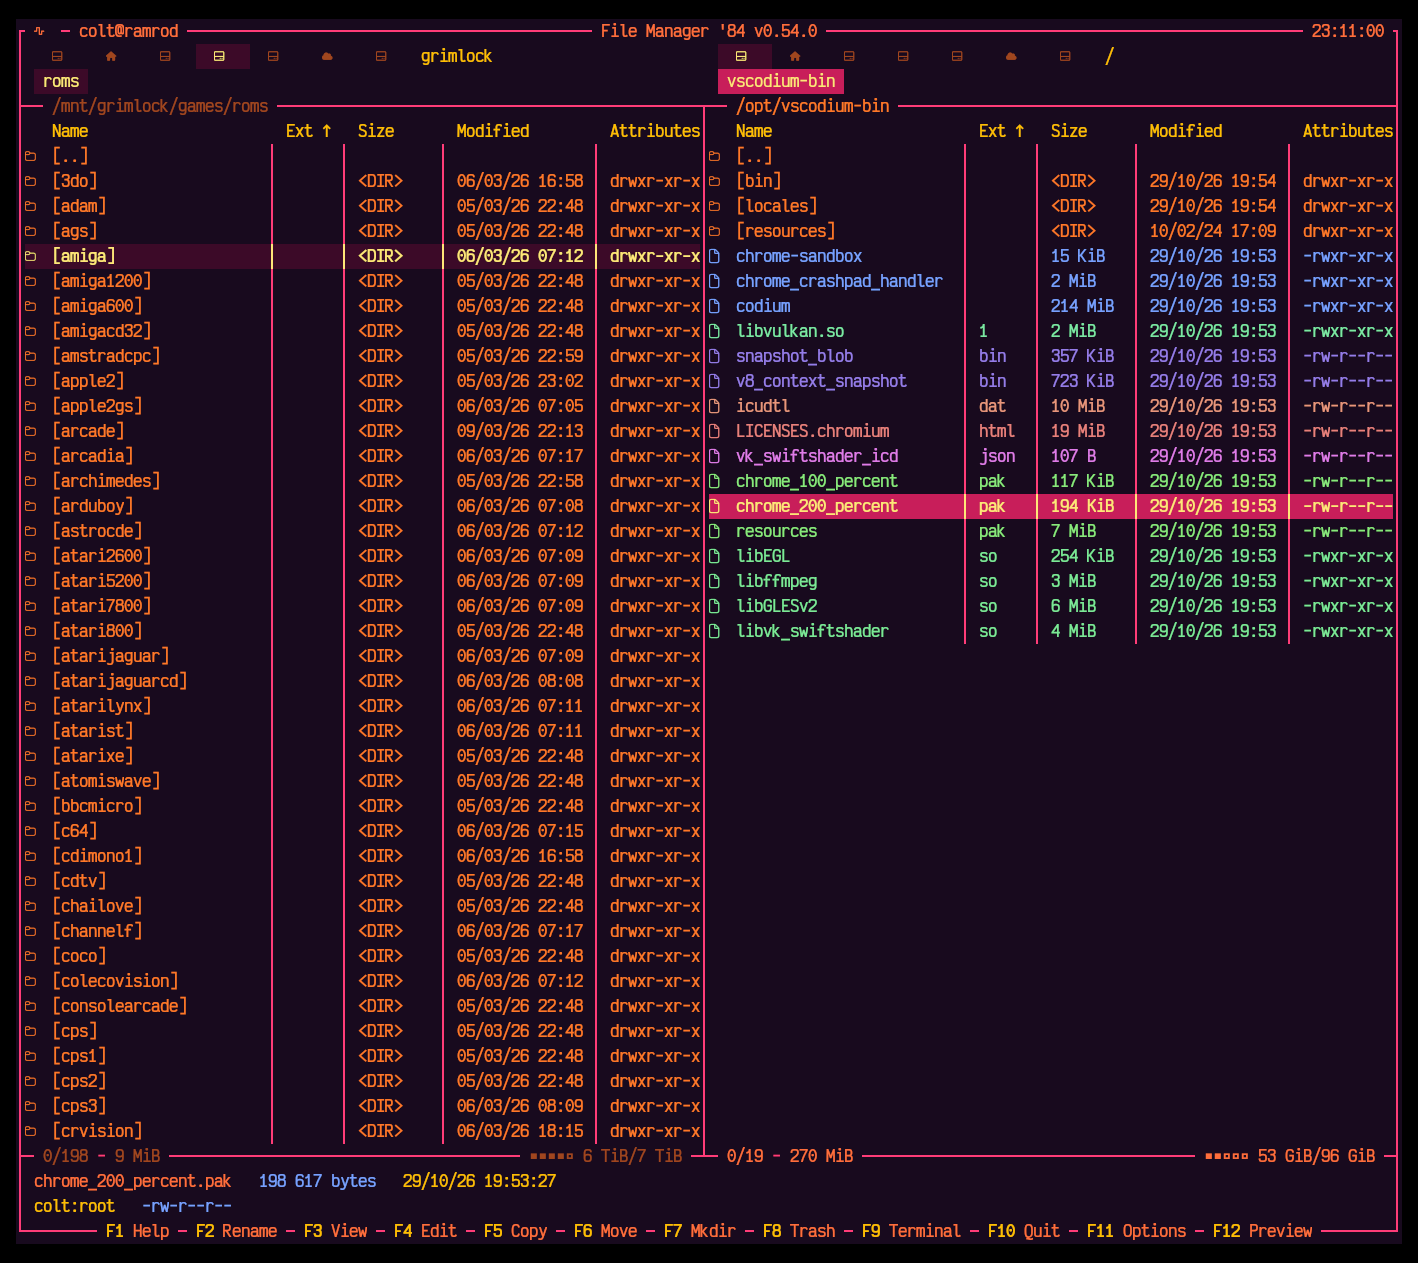 colt@ramrod File Manager '84 v0.54.0 23:11:00
grimlock /
roms vscodium-bin
/mnt/grimlock/games/roms /opt/vscodium-bin
Name Ext ↑ Size Modified Attributes Name Ext ↑ Size Modified Attributes
[..] [..]
[3do] <DIR> 06/03/26 16:58 drwxr-xr-x [bin] <DIR> 29/10/26 19:54 drwxr-xr-x
[adam] <DIR> 05/03/26 22:48 drwxr-xr-x [locales] <DIR> 29/10/26 19:54 drwxr-xr-x
[ags] <DIR> 05/03/26 22:48 drwxr-xr-x [resources] <DIR> 10/02/24 17:09 drwxr-xr-x
[amiga] <DIR> 06/03/26 07:12 drwxr-xr-x chrome-sandbox 15 KiB 29/10/26 19:53 -rwxr-xr-x
[amiga1200] <DIR> 05/03/26 22:48 drwxr-xr-x chrome_crashpad_handler 2 MiB 29/10/26 19:53 -rwxr-xr-x
[amiga600] <DIR> 05/03/26 22:48 drwxr-xr-x codium 214 MiB 29/10/26 19:53 -rwxr-xr-x
[amigacd32] <DIR> 05/03/26 22:48 drwxr-xr-x libvulkan.so 1 2 MiB 29/10/26 19:53 -rwxr-xr-x
[amstradcpc] <DIR> 05/03/26 22:59 drwxr-xr-x snapshot_blob bin 357 KiB 29/10/26 19:53 -rw-r--r--
[apple2] <DIR> 05/03/26 23:02 drwxr-xr-x v8_context_snapshot bin 723 KiB 29/10/26 19:53 -rw-r--r--
[apple2gs] <DIR> 06/03/26 07:05 drwxr-xr-x icudtl dat 10 MiB 29/10/26 19:53 -rw-r--r--
[arcade] <DIR> 09/03/26 22:13 drwxr-xr-x LICENSES.chromium html 19 MiB 29/10/26 19:53 -rw-r--r--
[arcadia] <DIR> 06/03/26 07:17 drwxr-xr-x vk_swiftshader_icd json 107 B 29/10/26 19:53 -rw-r--r--
[archimedes] <DIR> 05/03/26 22:58 drwxr-xr-x chrome_100_percent pak 117 KiB 29/10/26 19:53 -rw-r--r--
[arduboy] <DIR> 06/03/26 07:08 drwxr-xr-x chrome_200_percent pak 194 KiB 29/10/26 19:53 -rw-r--r--
[astrocde] <DIR> 06/03/26 07:12 drwxr-xr-x resources pak 7 MiB 29/10/26 19:53 -rw-r--r--
[atari2600] <DIR> 06/03/26 07:09 drwxr-xr-x libEGL so 254 KiB 29/10/26 19:53 -rwxr-xr-x
[atari5200] <DIR> 06/03/26 07:09 drwxr-xr-x libffmpeg so 3 MiB 29/10/26 19:53 -rwxr-xr-x
[atari7800] <DIR> 06/03/26 07:09 drwxr-xr-x libGLESv2 so 6 MiB 29/10/26 19:53 -rwxr-xr-x
[atari800] <DIR> 05/03/26 22:48 drwxr-xr-x libvk_swiftshader so 4 MiB 29/10/26 19:53 -rwxr-xr-x
[atarijaguar] <DIR> 06/03/26 07:09 drwxr-xr-x
[atarijaguarcd] <DIR> 06/03/26 08:08 drwxr-xr-x
[atarilynx] <DIR> 06/03/26 07:11 drwxr-xr-x
[atarist] <DIR> 06/03/26 07:11 drwxr-xr-x
[atarixe] <DIR> 05/03/26 22:48 drwxr-xr-x
[atomiswave] <DIR> 05/03/26 22:48 drwxr-xr-x
[bbcmicro] <DIR> 05/03/26 22:48 drwxr-xr-x
[c64] <DIR> 06/03/26 07:15 drwxr-xr-x
[cdimono1] <DIR> 06/03/26 16:58 drwxr-xr-x
[cdtv] <DIR> 05/03/26 22:48 drwxr-xr-x
[chailove] <DIR> 05/03/26 22:48 drwxr-xr-x
[channelf] <DIR> 06/03/26 07:17 drwxr-xr-x
[coco] <DIR> 05/03/26 22:48 drwxr-xr-x
[colecovision] <DIR> 06/03/26 07:12 drwxr-xr-x
[consolearcade] <DIR> 05/03/26 22:48 drwxr-xr-x
[cps] <DIR> 05/03/26 22:48 drwxr-xr-x
[cps1] <DIR> 05/03/26 22:48 drwxr-xr-x
[cps2] <DIR> 05/03/26 22:48 drwxr-xr-x
[cps3] <DIR> 06/03/26 08:09 drwxr-xr-x
[crvision] <DIR> 06/03/26 18:15 drwxr-xr-x
0/198 - 9 MiB 6 TiB/7 TiB 0/19 - 270 MiB 53 GiB/96 GiB
chrome_200_percent.pak 198 617 bytes 29/10/26 19:53:27
colt:root -rw-r--r--
F1 Help — F2 Rename — F3 View — F4 Edit — F5 Copy — F6 Move — F7 Mkdir — F8 Trash — F9 Terminal — F10 Quit — F11 Options — F12 Preview